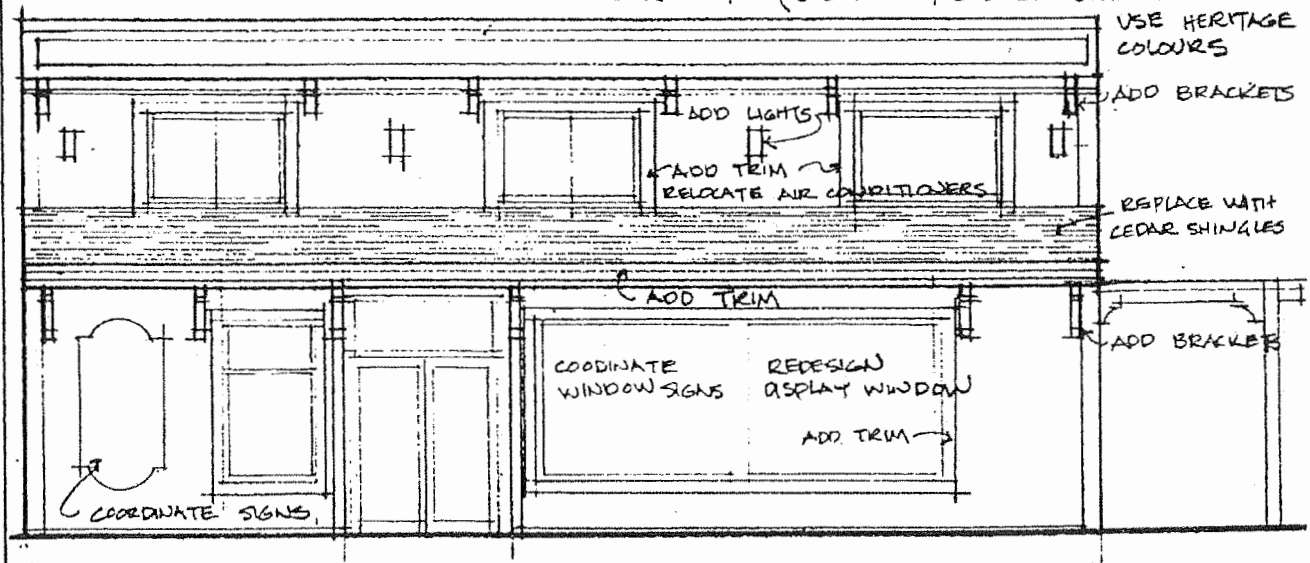 USE HERITAGE
COLOURS
ADD BRACKETS
ADD LIGHTS
ADD TRIM
RELOCATE AIR CONDITIONERS
REPLACE WITH
CEDAR SHINGLES
ADD TRIM
ADD BRACKETS
COODINATE
WINDOW SIGNS
REDESIGN
DISPLAY WINDOW
ADD TRIM
COORDINATE SIGNS